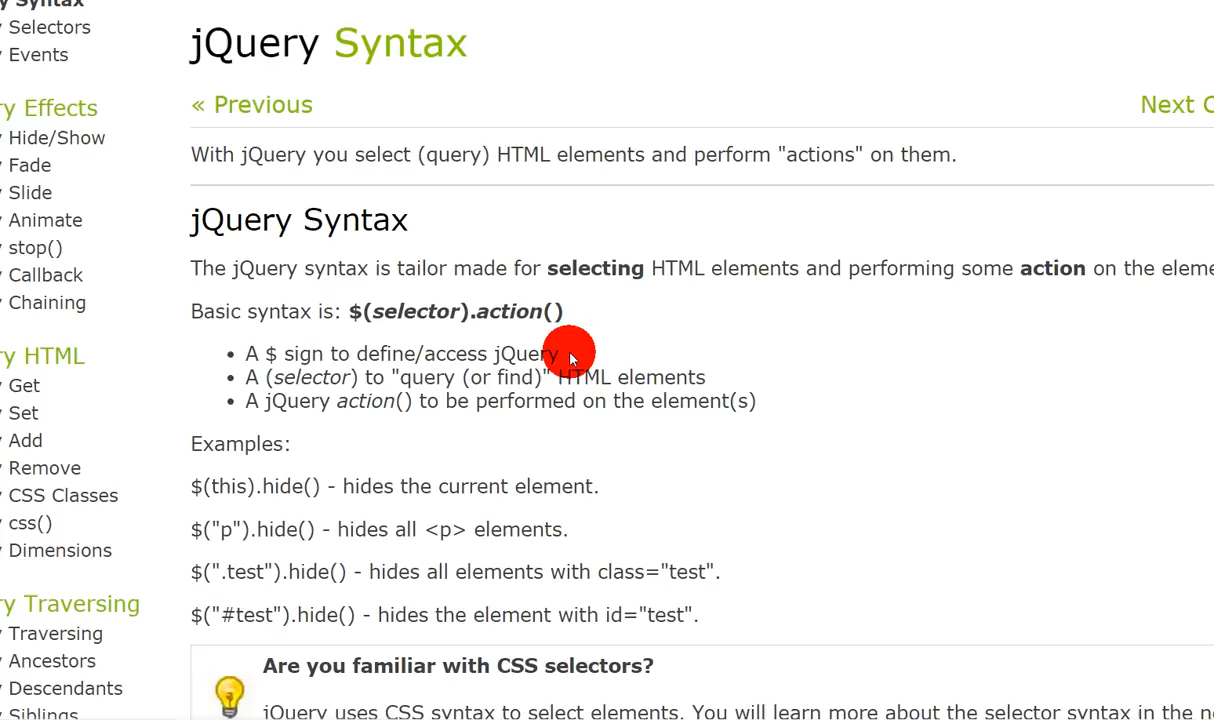 Syntax
Selectors
Events
ry Effects
Hide/Show
Fade
Slide
Animate
stop()
Callback
Chaining
ry HTML
Get
Set
Add
Remove
CSS Classes
css()
Dimensions
ry Traversing
Traversing
Ancestors
Descendants
Siblings
jQuery Syntax
« Previous
Next C
With jQuery you select (query) HTML elements and perform "actions" on them.
jQuery Syntax
The jQuery syntax is tailor made for selecting HTML elements and performing some action on the eleme
Basic syntax is: $(selector).action()
• A $ sign to define/access jQuery
• A (selector) to "query (or find)" HTML elements
• A jQuery action() to be performed on the element(s)
Examples:
$(this).hide() - hides the current element.
$("p").hide() - hides all <p> elements.
$(".test").hide() - hides all elements with class="test".
$("#test").hide() - hides the element with id="test".
Are you familiar with CSS selectors?
jQuery uses CSS syntax to select elements. You will learn more about the selector syntax in the ne